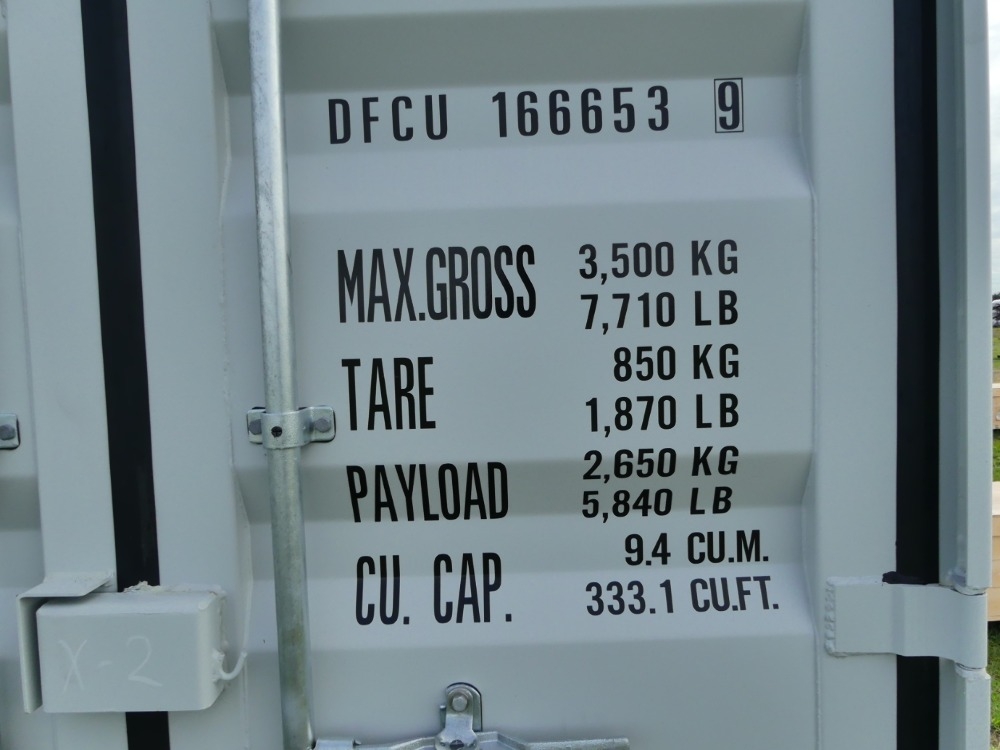 DFCU 166653 9
MAX.GROSS 3,500 KG
7,710 LB
TARE 850 KG
1,870 LB
PAYLOAD 2,650 KG
5,840 LB
CU. CAP. 9.4 CU.M.
333.1 CU.FT.
X-2